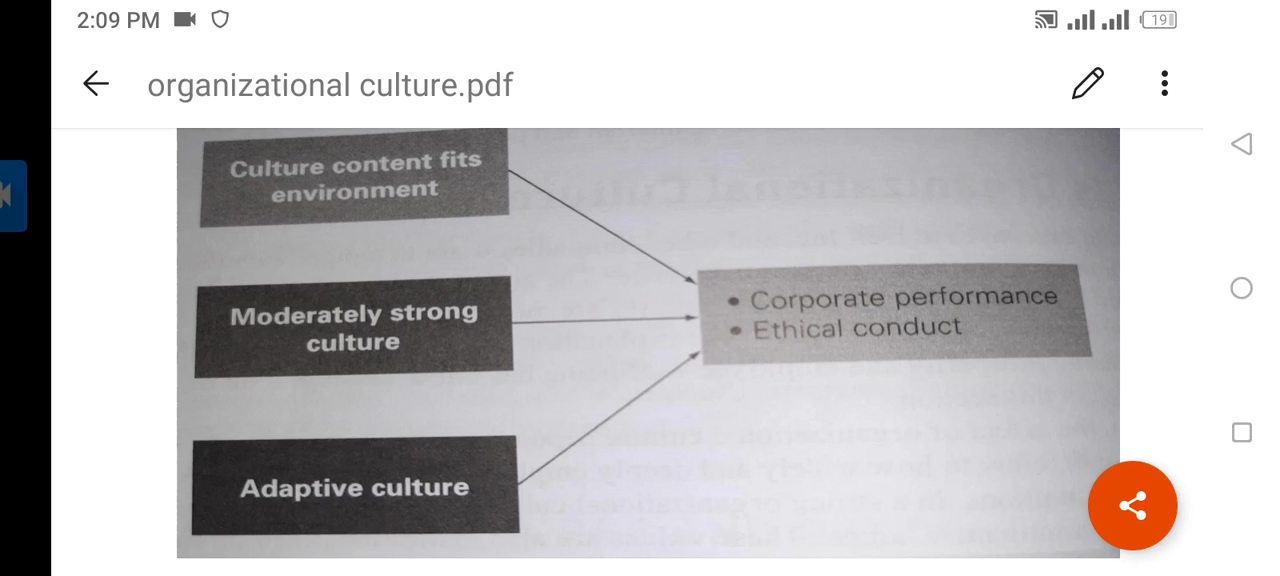 2:09 PM
19
organizational culture.pdf
Culture content fits
environment
Moderately strong
culture
Adaptive culture
• Corporate performance
• Ethical conduct